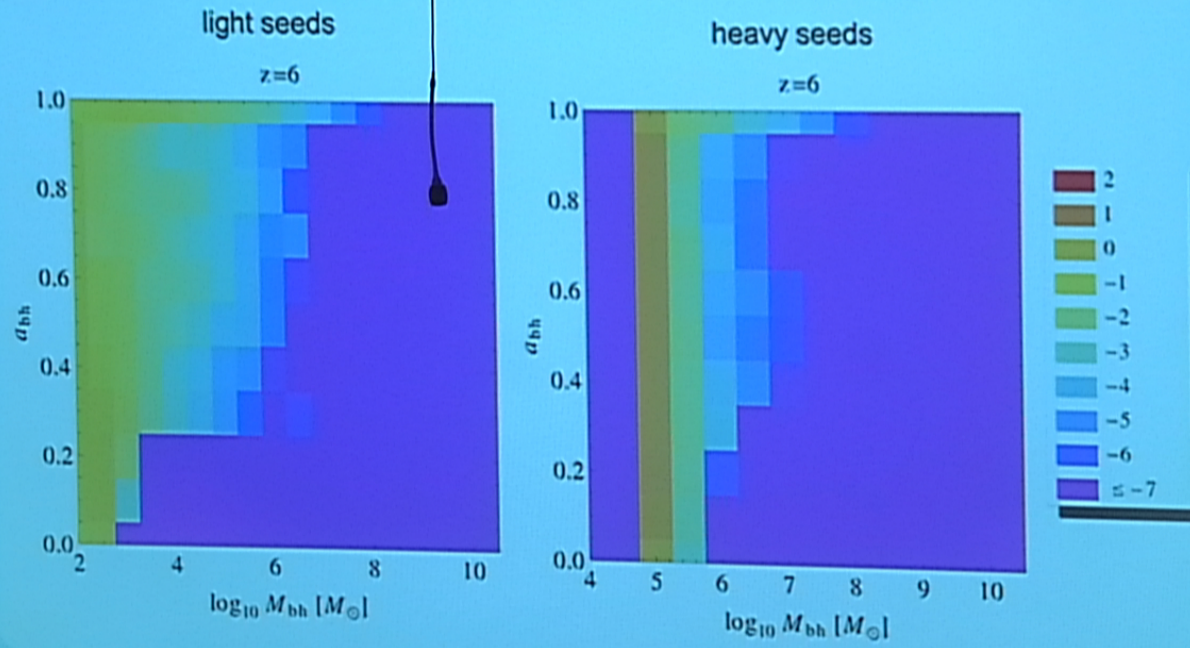 light seeds
z=6
1.0
0.8
0.6
0.4
0.2
0.0
a_bh
2 4 6 8 10
log₁₀ M_bh [M_⊙]
heavy seeds
z=6
1.0
0.8
0.6
0.4
0.2
0.0
a_bh
4 5 6 7 8 9 10
log₁₀ M_bh [M_⊙]
2
1
0
−1
−2
−3
−4
−5
−6
≤ −7